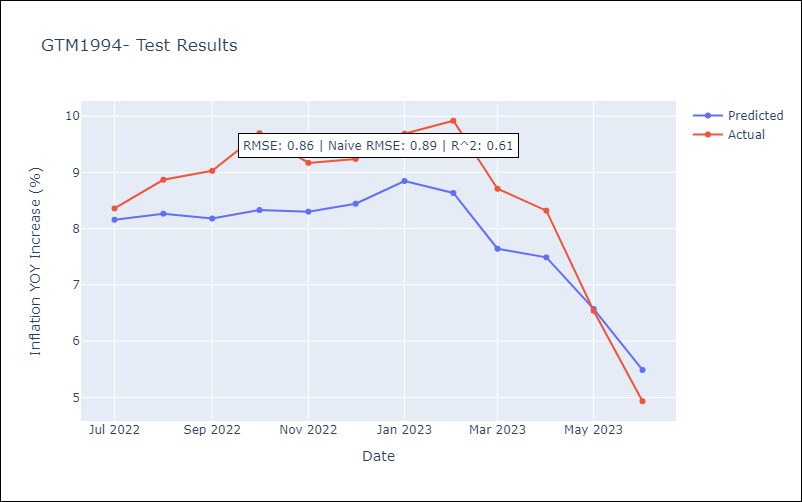 GTM1994- Test Results
Predicted
Actual
RMSE: 0.86 | Naive RMSE: 0.89 | R^2: 0.61
Inflation YOY Increase (%)
10
9
8
7
6
5
Jul 2022 Sep 2022 Nov 2022 Jan 2023 Mar 2023 May 2023
Date